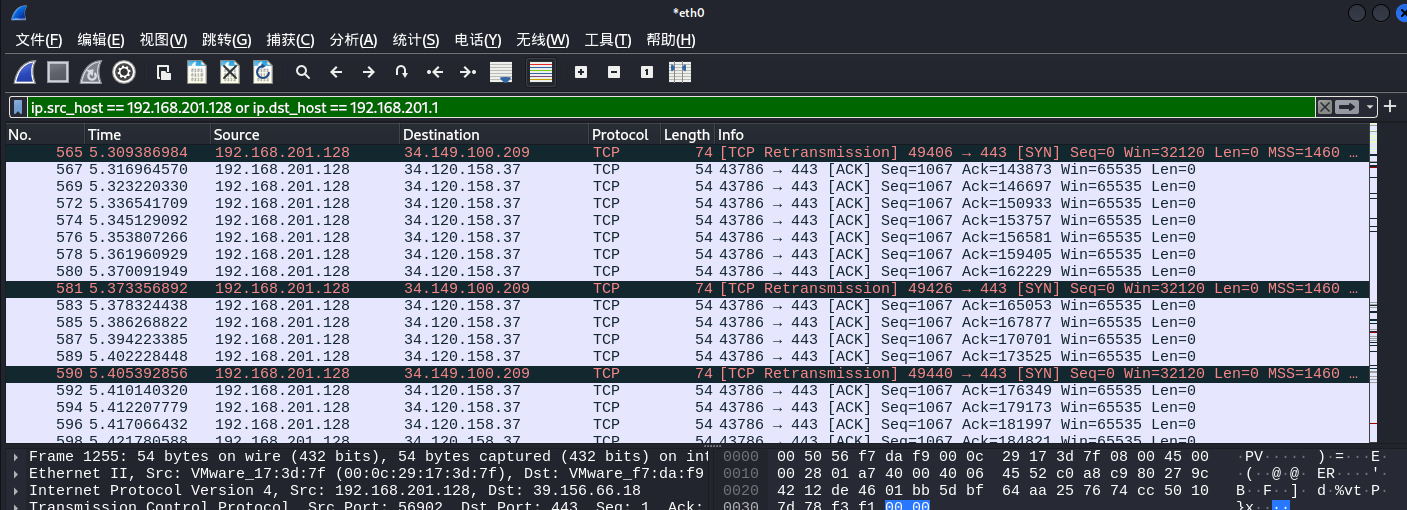 *eth0
文件(F) 编辑(E) 视图(V) 跳转(G) 捕获(C) 分析(A) 统计(S) 电话(Y) 无线(W) 工具(T) 帮助(H)
ip.src_host == 192.168.201.128 or ip.dst_host == 192.168.201.1
No. Time Source Destination Protocol Length Info
565 5.309386984 192.168.201.128 34.149.100.209 TCP 74 [TCP Retransmission] 49406 → 443 [SYN] Seq=0 Win=32120 Len=0 MSS=1460 …
567 5.316964570 192.168.201.128 34.120.158.37 TCP 54 43786 → 443 [ACK] Seq=1067 Ack=143873 Win=65535 Len=0
569 5.323220330 192.168.201.128 34.120.158.37 TCP 54 43786 → 443 [ACK] Seq=1067 Ack=146697 Win=65535 Len=0
572 5.336541709 192.168.201.128 34.120.158.37 TCP 54 43786 → 443 [ACK] Seq=1067 Ack=150933 Win=65535 Len=0
574 5.345129092 192.168.201.128 34.120.158.37 TCP 54 43786 → 443 [ACK] Seq=1067 Ack=153757 Win=65535 Len=0
576 5.353807266 192.168.201.128 34.120.158.37 TCP 54 43786 → 443 [ACK] Seq=1067 Ack=156581 Win=65535 Len=0
578 5.361960929 192.168.201.128 34.120.158.37 TCP 54 43786 → 443 [ACK] Seq=1067 Ack=159405 Win=65535 Len=0
580 5.370091949 192.168.201.128 34.120.158.37 TCP 54 43786 → 443 [ACK] Seq=1067 Ack=162229 Win=65535 Len=0
581 5.373356892 192.168.201.128 34.149.100.209 TCP 74 [TCP Retransmission] 49426 → 443 [SYN] Seq=0 Win=32120 Len=0 MSS=1460 …
583 5.378324438 192.168.201.128 34.120.158.37 TCP 54 43786 → 443 [ACK] Seq=1067 Ack=165053 Win=65535 Len=0
585 5.386268822 192.168.201.128 34.120.158.37 TCP 54 43786 → 443 [ACK] Seq=1067 Ack=167877 Win=65535 Len=0
587 5.394223385 192.168.201.128 34.120.158.37 TCP 54 43786 → 443 [ACK] Seq=1067 Ack=170701 Win=65535 Len=0
589 5.402228448 192.168.201.128 34.120.158.37 TCP 54 43786 → 443 [ACK] Seq=1067 Ack=173525 Win=65535 Len=0
590 5.405392856 192.168.201.128 34.149.100.209 TCP 74 [TCP Retransmission] 49440 → 443 [SYN] Seq=0 Win=32120 Len=0 MSS=1460 …
592 5.410140320 192.168.201.128 34.120.158.37 TCP 54 43786 → 443 [ACK] Seq=1067 Ack=176349 Win=65535 Len=0
594 5.412207779 192.168.201.128 34.120.158.37 TCP 54 43786 → 443 [ACK] Seq=1067 Ack=179173 Win=65535 Len=0
596 5.417066432 192.168.201.128 34.120.158.37 TCP 54 43786 → 443 [ACK] Seq=1067 Ack=181997 Win=65535 Len=0
598 5.421780588 192.168.201.128 34.120.158.37 TCP 54 43786 → 443 [ACK] Seq=1067 Ack=184821 Win=65535 Len=0
Frame 1255: 54 bytes on wire (432 bits), 54 bytes captured (432 bits) on int
Ethernet II, Src: VMware_17:3d:7f (00:0c:29:17:3d:7f), Dst: VMware_f7:da:f9
Internet Protocol Version 4, Src: 192.168.201.128, Dst: 39.156.66.18
Transmission Control Protocol, Src Port: 56902, Dst Port: 443, Seq: 1, Ack:
0000 00 50 56 f7 da f9 00 0c 29 17 3d 7f 08 00 45 00 ·PV····· )·=···E·
0010 00 28 01 a7 40 00 40 06 45 52 c0 a8 c9 80 27 9c ·(··@·@· ER····'·
0020 42 12 de 46 01 bb 5d bf 64 aa 25 76 74 cc 50 10 B··F··]· d·%vt·P·
0030 7d 78 f3 f1 00 00 }x····